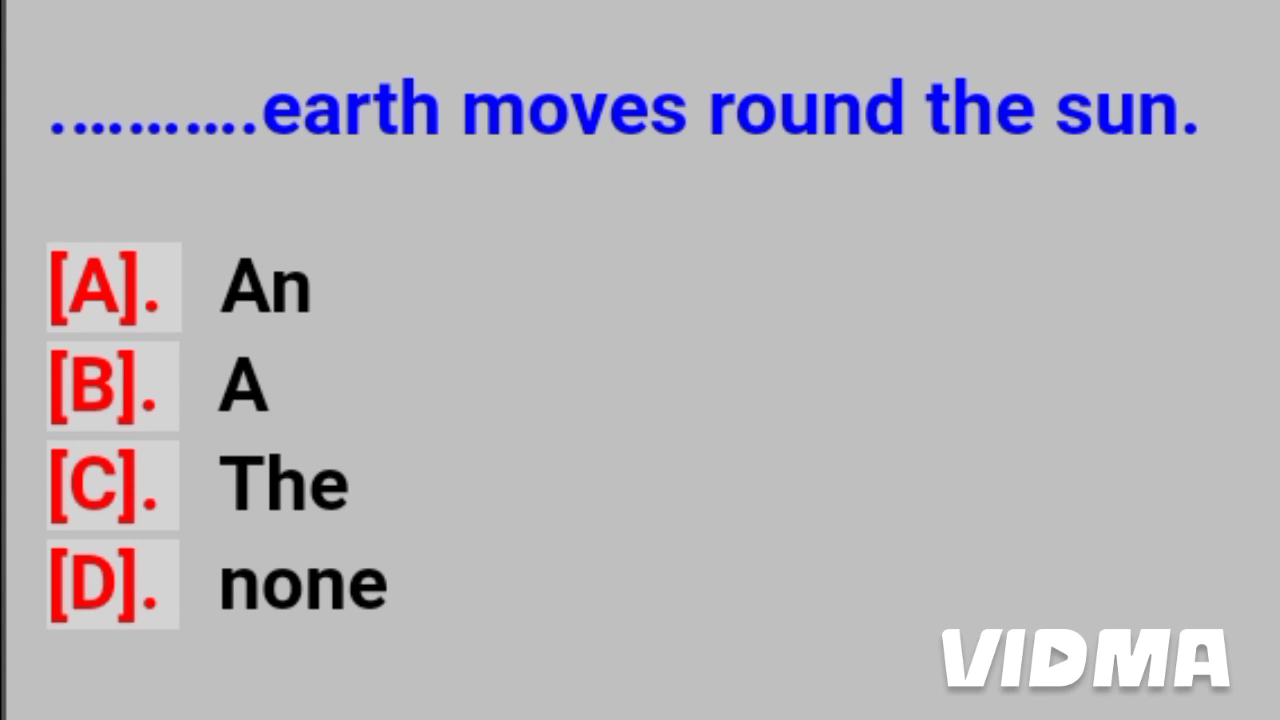 ...........earth moves round the sun.
[A]. An
[B]. A
[C]. The
[D]. none
VIDMA